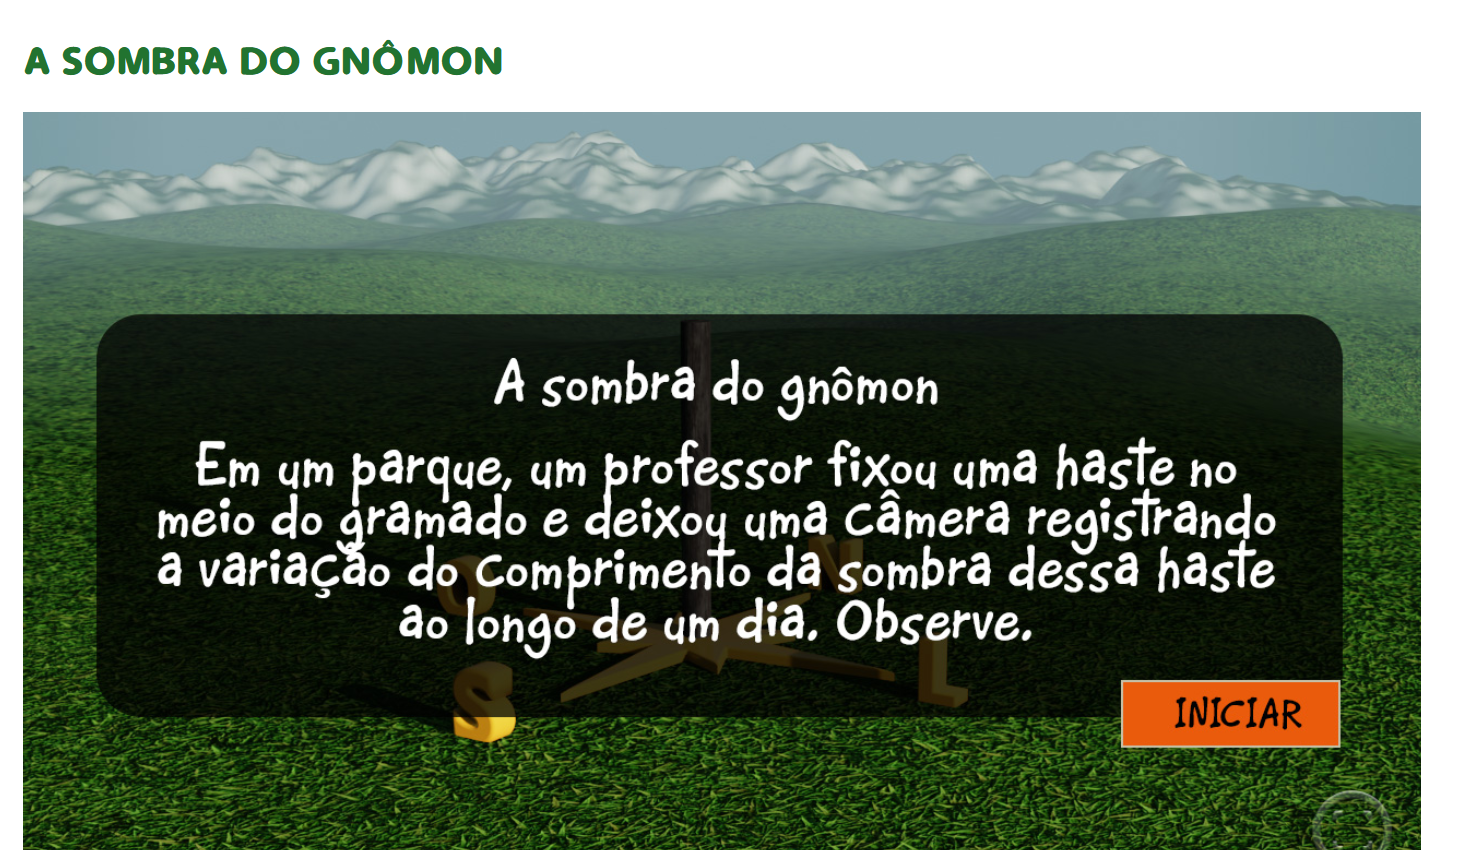 A SOMBRA DO GNÔMON
A sombra do gnômon
Em um parque, um professor fixou uma haste no
meio do gramado e deixou uma câmera registrando
a variação do comprimento da sombra dessa haste
ao longo de um dia. Observe.
O
N
L
S
INICIAR